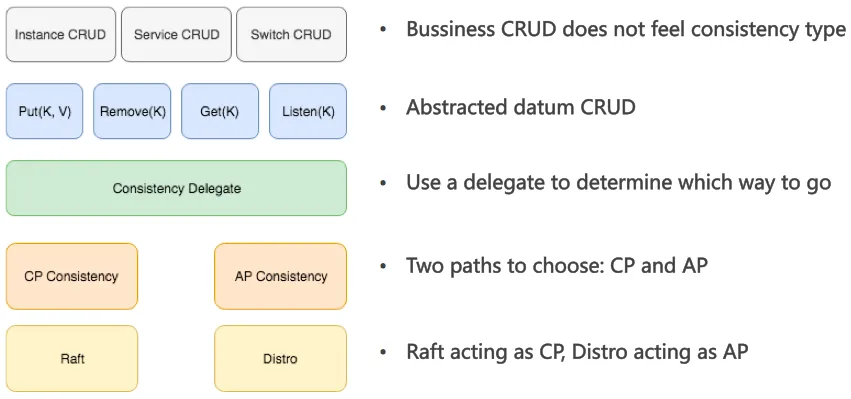 Instance CRUD Service CRUD Switch CRUD • Bussiness CRUD does not feel consistency type
Put(K, V) Remove(K) Get(K) Listen(K) • Abstracted datum CRUD
Consistency Delegate • Use a delegate to determine which way to go
CP Consistency AP Consistency • Two paths to choose: CP and AP
Raft Distro • Raft acting as CP, Distro acting as AP